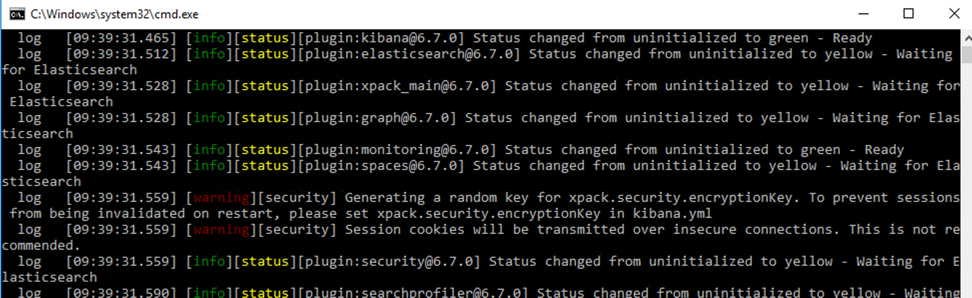 C:\Windows\system32\cmd.exe
log [09:39:31.465] [info][status][plugin:kibana@6.7.0] Status changed from uninitialized to green - Ready
log [09:39:31.512] [info][status][plugin:elasticsearch@6.7.0] Status changed from uninitialized to yellow - Waiting
for Elasticsearch
log [09:39:31.528] [info][status][plugin:xpack_main@6.7.0] Status changed from uninitialized to yellow - Waiting for
Elasticsearch
log [09:39:31.528] [info][status][plugin:graph@6.7.0] Status changed from uninitialized to yellow - Waiting for Elas
ticsearch
log [09:39:31.543] [info][status][plugin:monitoring@6.7.0] Status changed from uninitialized to green - Ready
log [09:39:31.543] [info][status][plugin:spaces@6.7.0] Status changed from uninitialized to yellow - Waiting for Ela
sticsearch
log [09:39:31.559] [warning][security] Generating a random key for xpack.security.encryptionKey. To prevent sessions
from being invalidated on restart, please set xpack.security.encryptionKey in kibana.yml
log [09:39:31.559] [warning][security] Session cookies will be transmitted over insecure connections. This is not re
commended.
log [09:39:31.559] [info][status][plugin:security@6.7.0] Status changed from uninitialized to yellow - Waiting for E
lasticsearch
log [09:39:31.590] [info][status][plugin:searchprofiler@6.7.0] Status changed from uninitialized to yellow - Waiting